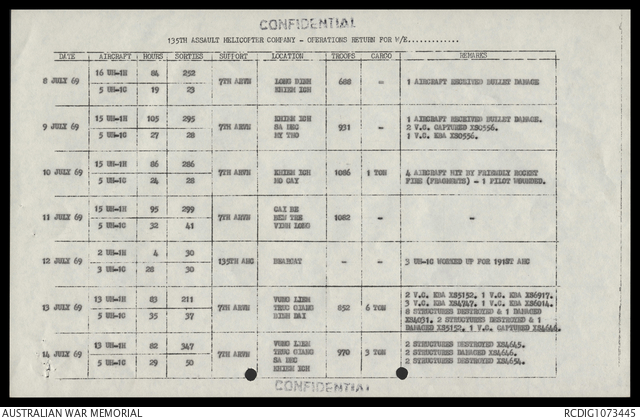 CONFIDENTIAL
135TH ASSAULT HELICOPTER COMPANY - OPERATIONS RETURN FOR W/E.............
DATE AIRCRAFT HOURS SORTIES SUPPORT LOCATION TROOPS CARGO REMARKS
8 JULY 69 16 UH-1H 84 252 7TH ARVN LONG BINH 688 - 1 AIRCRAFT RECEIVED BULLET DAMAGE
5 UH-1C 19 23 KHIEM ICH
9 JULY 69 15 UH-1H 105 295 7TH ARVN KHIEM ICH 931 - 1 AIRCRAFT RECEIVED BULLET DAMAGE.
5 UH-1C 27 28 SA DEC 2 V.C. CAPTURED XS0556.
MY THO 1 V.C. KBA XS0556.
10 JULY 69 15 UH-1H 86 286 7TH ARVN KHIEM ICH 1086 1 TON 4 AIRCRAFT HIT BY FRIENDLY ROCKET
5 UH-1C 24 28 MO CAY FIRE (FRAGMENTS) - 1 PILOT WOUNDED.
11 JULY 69 15 UH-1H 95 299 7TH ARVN CAI BE 1082 - -
5 UH-1C 32 41 BEN TRE
VINH LONG
12 JULY 69 2 UH-1H 4 30 135TH AHC BEARCAT - - 3 UH-1C WORKED UP FOR 191ST AHC
3 UH-1C 28 30
13 JULY 69 13 UH-1H 83 211 7TH ARVN VUNG LIEM 852 6 TON 2 V.C. KBA XS5152. 1 V.C. KBA XS6917.
5 UH-1C 35 37 TRUC GIANG 3 V.C. KBA XS4747. 1 V.C. KBA XS6014.
BINH DAI 8 STRUCTURES DESTROYED & 1 DAMAGED
XS4031. 2 STRUCTURES DESTROYED & 1
DAMAGED XS5152. 1 V.C. CAPTURED XS4646.
14 JULY 69 13 UH-1H 82 347 7TH ARVN VUNG LIEM 970 3 TON 2 STRUCTURES DESTROYED XS4645.
5 UH-1C 29 50 TRUC GIANG 2 STRUCTURES DAMAGED XS4646.
SA DEC 2 STRUCTURES DESTROYED XS4654.
KHIEM ICH
CONFIDENTIAL
AUSTRALIAN WAR MEMORIAL RCDIG1073445